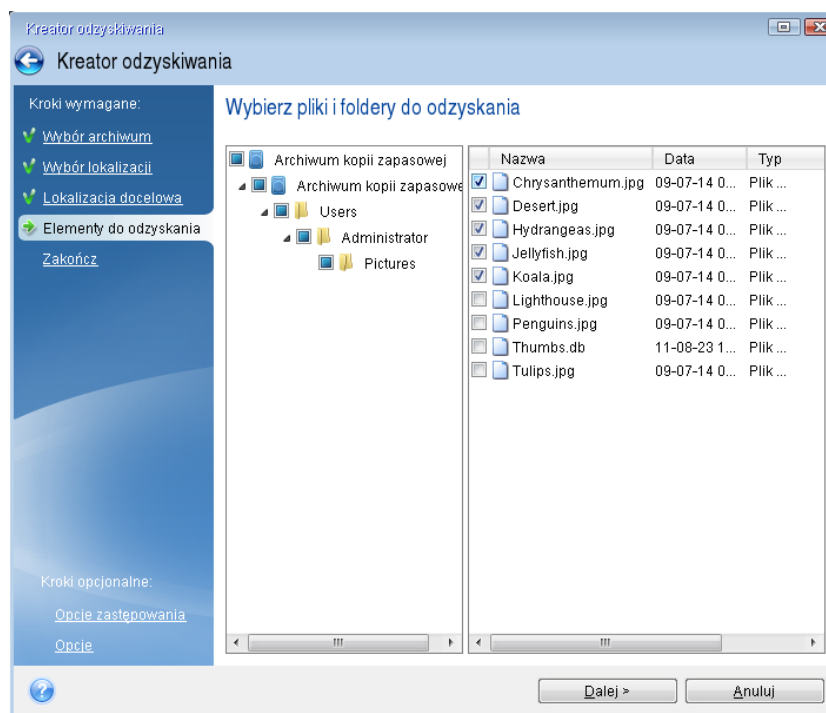 Kreator odzyskiwania
Kreator odzyskiwania
Kroki wymagane:
Wybór archiwum
Wybór lokalizacji
Lokalizacja docelowa
Elementy do odzyskania
Zakończ
Kroki opcjonalne:
Opcje zastępowania
Opcje
Wybierz pliki i foldery do odzyskania
Archiwum kopii zapasowej
Archiwum kopii zapasowe
Users
Administrator
Pictures
Nazwa Data Typ
Chrysanthemum.jpg 09-07-14 0... Plik ...
Desert.jpg 09-07-14 0... Plik ...
Hydrangeas.jpg 09-07-14 0... Plik ...
Jellyfish.jpg 09-07-14 0... Plik ...
Koala.jpg 09-07-14 0... Plik ...
Lighthouse.jpg 09-07-14 0... Plik ...
Penguins.jpg 09-07-14 0... Plik ...
Thumbs.db 11-08-23 1... Plik ...
Tulips.jpg 09-07-14 0... Plik ...
Dalej > Anuluj